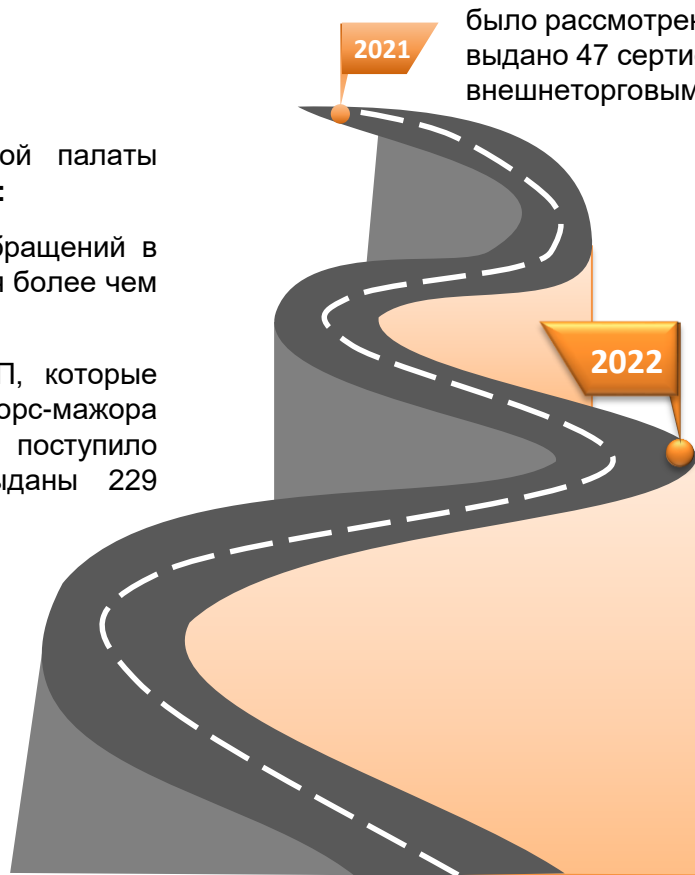 2021
было рассмотрен
выдано 47 серти
внешнеторговым
ой палаты
:
бращений в
я более чем
П, которые
орс-мажора
поступило
ыданы 229
2022